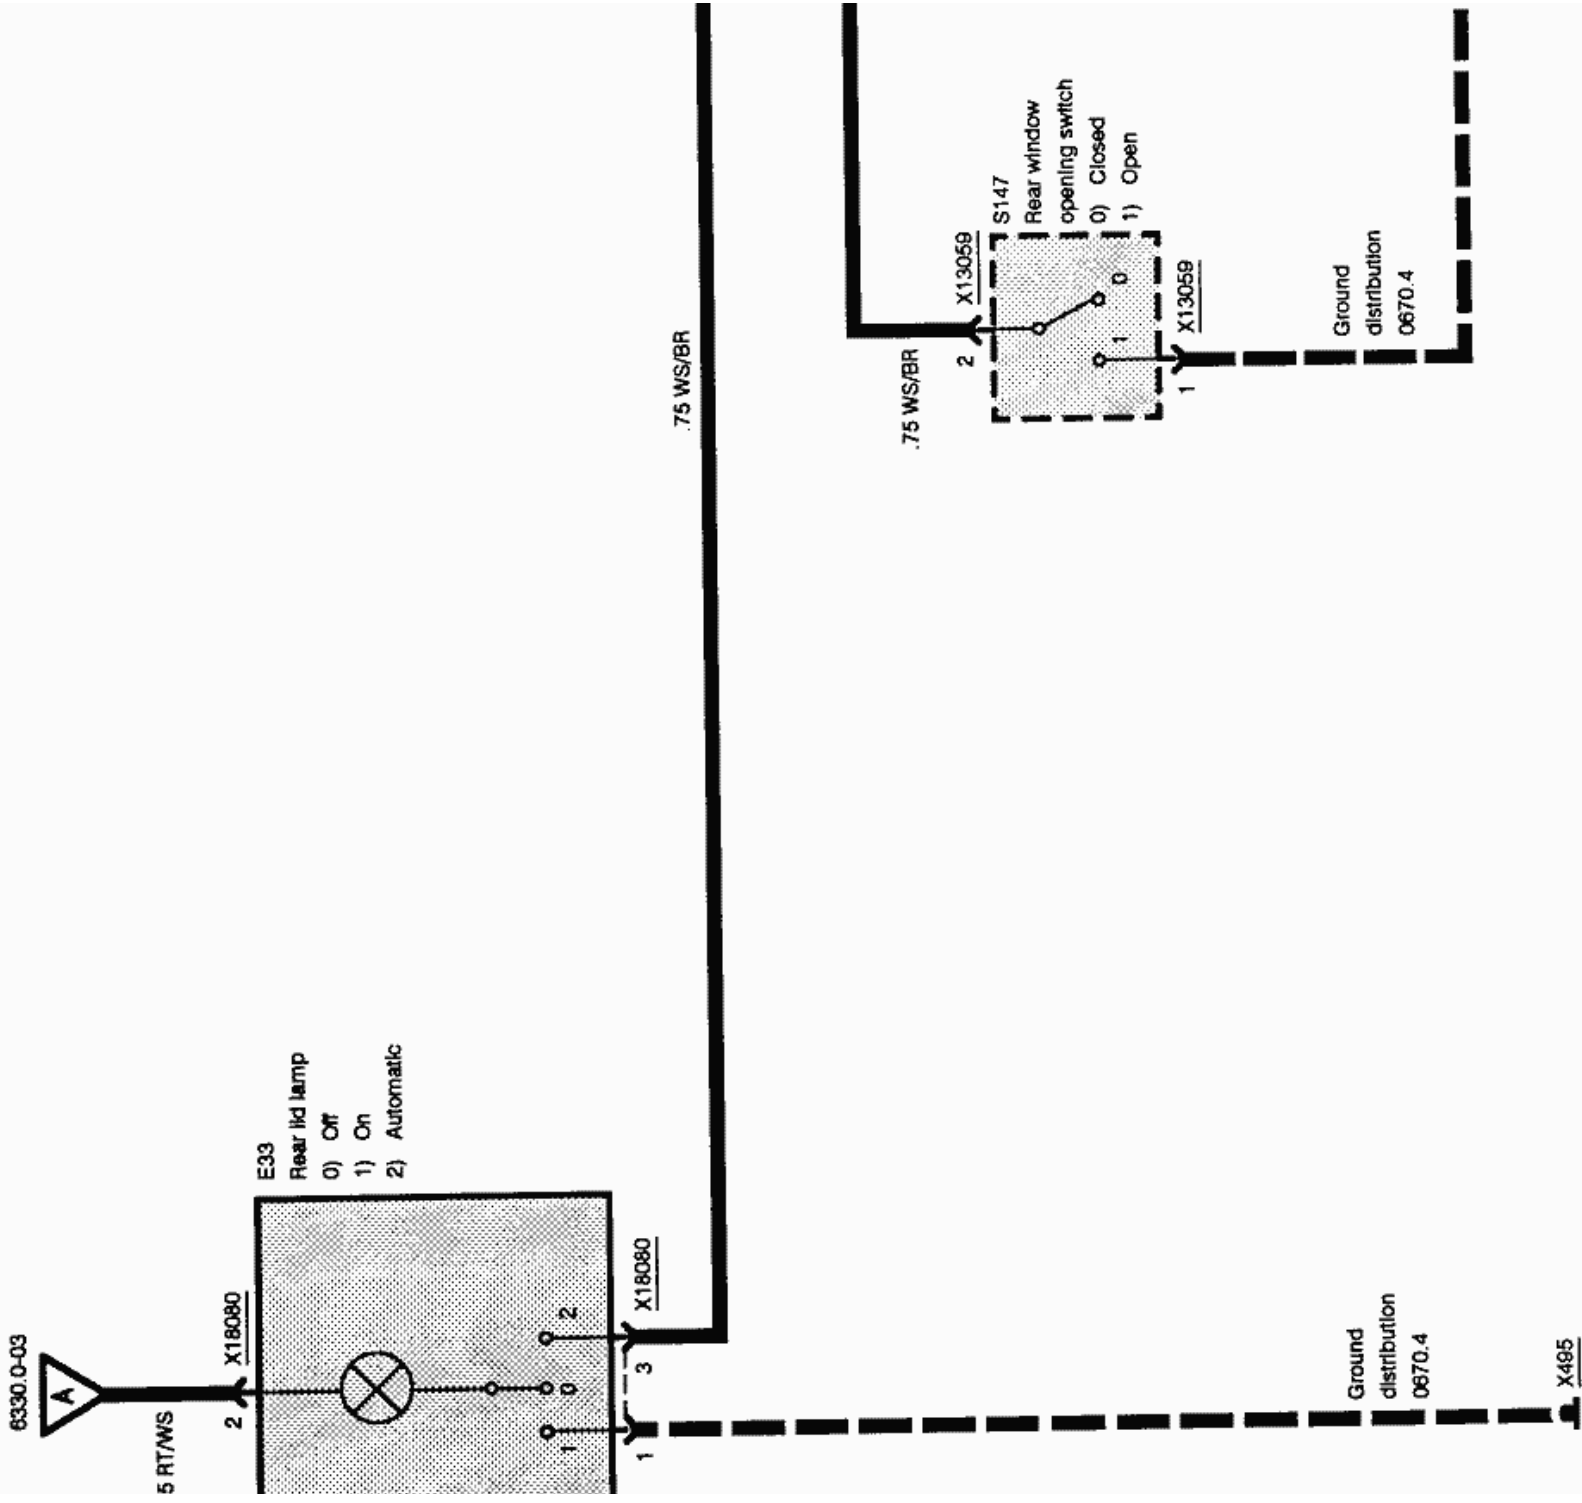 .75 WS/BR
.75 WS/BR
2
X13059
S147
Rear window
opening switch
0) Closed
1) Open
0
1
1
X13059
Ground
distribution
0670.4
6330.0-03
A
5 RT/WS
2
X18080
E33
Rear lid lamp
0) Off
1) On
2) Automatic
2
0
1
3
X18080
1
Ground
distribution
0670.4
X495